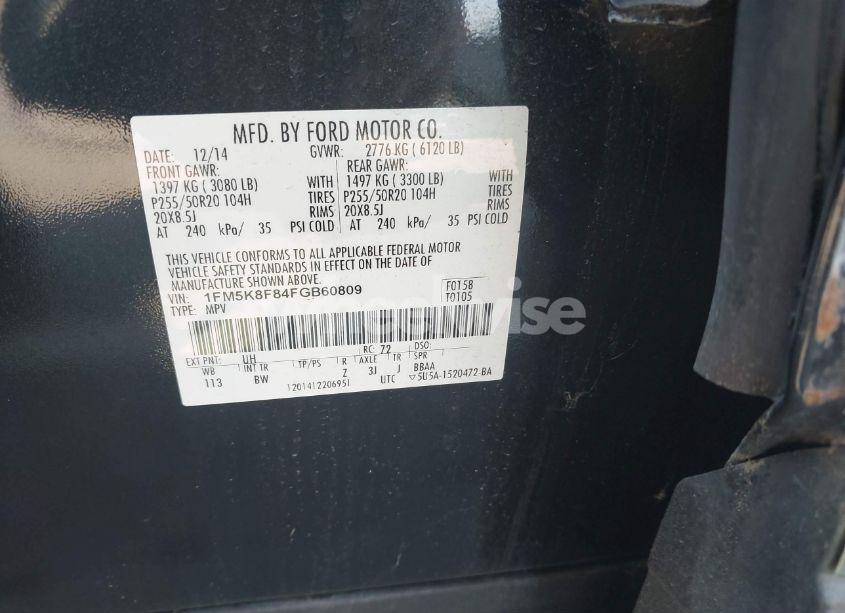 MFD. BY FORD MOTOR CO.
DATE: 12/14 GVWR: 2776 KG ( 6120 LB)
FRONT GAWR: REAR GAWR:
1397 KG ( 3080 LB) WITH 1497 KG ( 3300 LB) WITH
P255/50R20 104H TIRES P255/50R20 104H TIRES
20X8.5J RIMS 20X8.5J RIMS
AT 240 kPa/ 35 PSI COLD AT 240 kPa/ 35 PSI COLD
THIS VEHICLE CONFORMS TO ALL APPLICABLE FEDERAL MOTOR
VEHICLE SAFETY STANDARDS IN EFFECT ON THE DATE OF
MANUFACTURE SHOWN ABOVE.
VIN: 1FM5K8F84FGB60809 F0158
TYPE: MPV T0105
EXT PNT: UH RC: 72 DSO:
WB INT TR TP/PS R AXLE TR SPR
113 BW Z 3J J BBAA
1201412206951 UTC ▽5U5A-1520472-BA